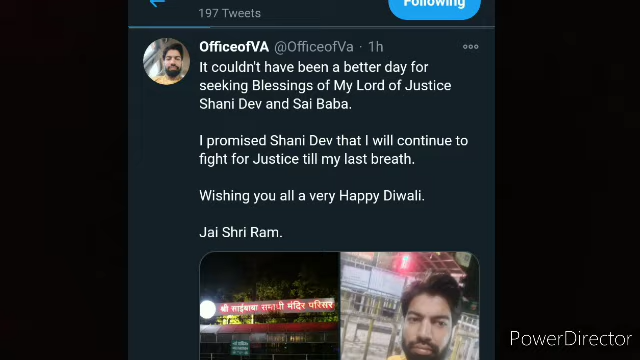 197 Tweets
Following
OfficeofVA @OfficeofVa · 1h
It couldn't have been a better day for
seeking Blessings of My Lord of Justice
Shani Dev and Sai Baba.
I promised Shani Dev that I will continue to
fight for Justice till my last breath.
Wishing you all a very Happy Diwali.
Jai Shri Ram.
श्री साईबाबा समाधी मंदिर परिसर
PowerDirector